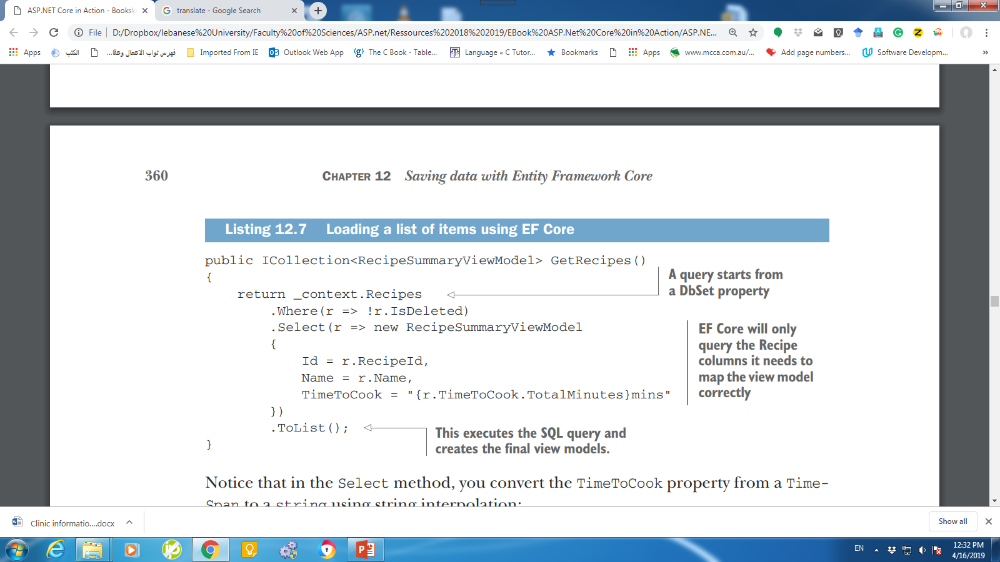 ASP.NET Core in Action - Booksk
translate - Google Search
File
D:/Dropbox/lebanese%20University/Faculty%20of%20Sciences/ASP.net/Ressources%202018%202019/EBook%20ASP.Net%20Core%20in%20Action/ASP.NE...
Apps
الكتب
فهرس ثواب الاعمال وعقا...
Imported From IE
Outlook Web App
The C Book - Table...
Language « C Tutor...
Bookmarks
Apps
www.mcca.com.au/...
Add page numbers...
Software Developm...
»
360 CHAPTER 12 Saving data with Entity Framework Core
Listing 12.7 Loading a list of items using EF Core
public ICollection<RecipeSummaryViewModel> GetRecipes()
{
A query starts from
a DbSet property
return _context.Recipes
.Where(r => !r.IsDeleted)
.Select(r => new RecipeSummaryViewModel
{
Id = r.RecipeId,
Name = r.Name,
TimeToCook = "{r.TimeToCook.TotalMinutes}mins"
EF Core will only
query the Recipe
columns it needs to
map the view model
correctly
})
.ToList();
This executes the SQL query and
creates the final view models.
}
Notice that in the Select method, you convert the TimeToCook property from a Time-
Span to a string using string interpolation:
Clinic informatio....docx
Show all
EN
12:32 PM
4/16/2019